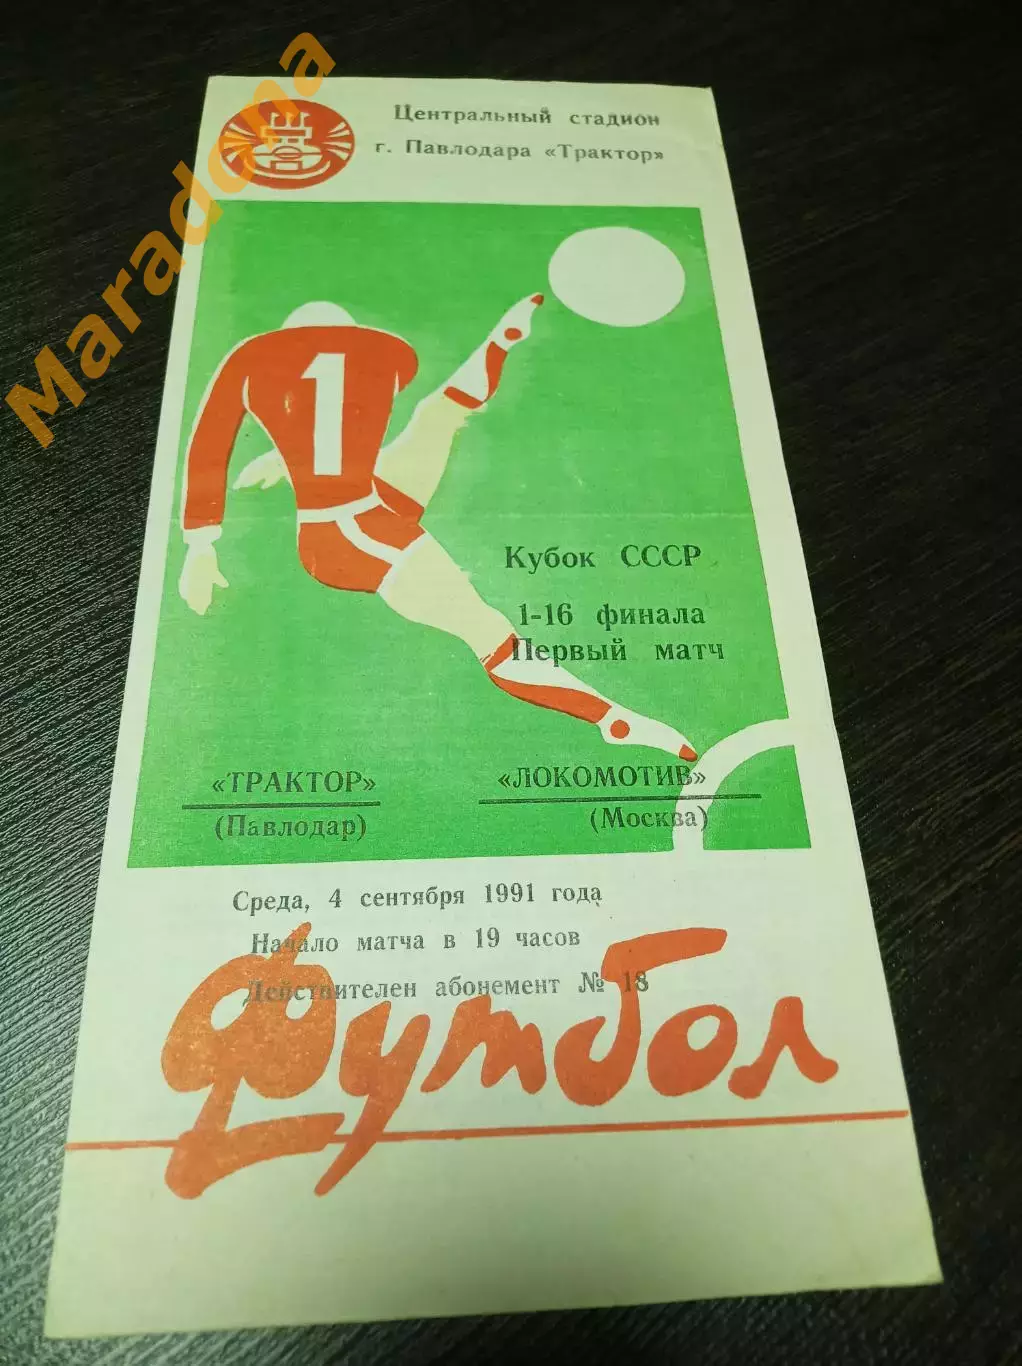 Maradona
Центральный стадион
г. Павлодара «Трактор»
1
Кубок СССР
1-16 финала
Первый матч
«ТРАКТОР»
(Павлодар)
«ЛОКОМОТИВ»
(Москва)
Среда, 4 сентября 1991 года
Начало матча в 19 часов
Действителен абонемент № 18
Футбол